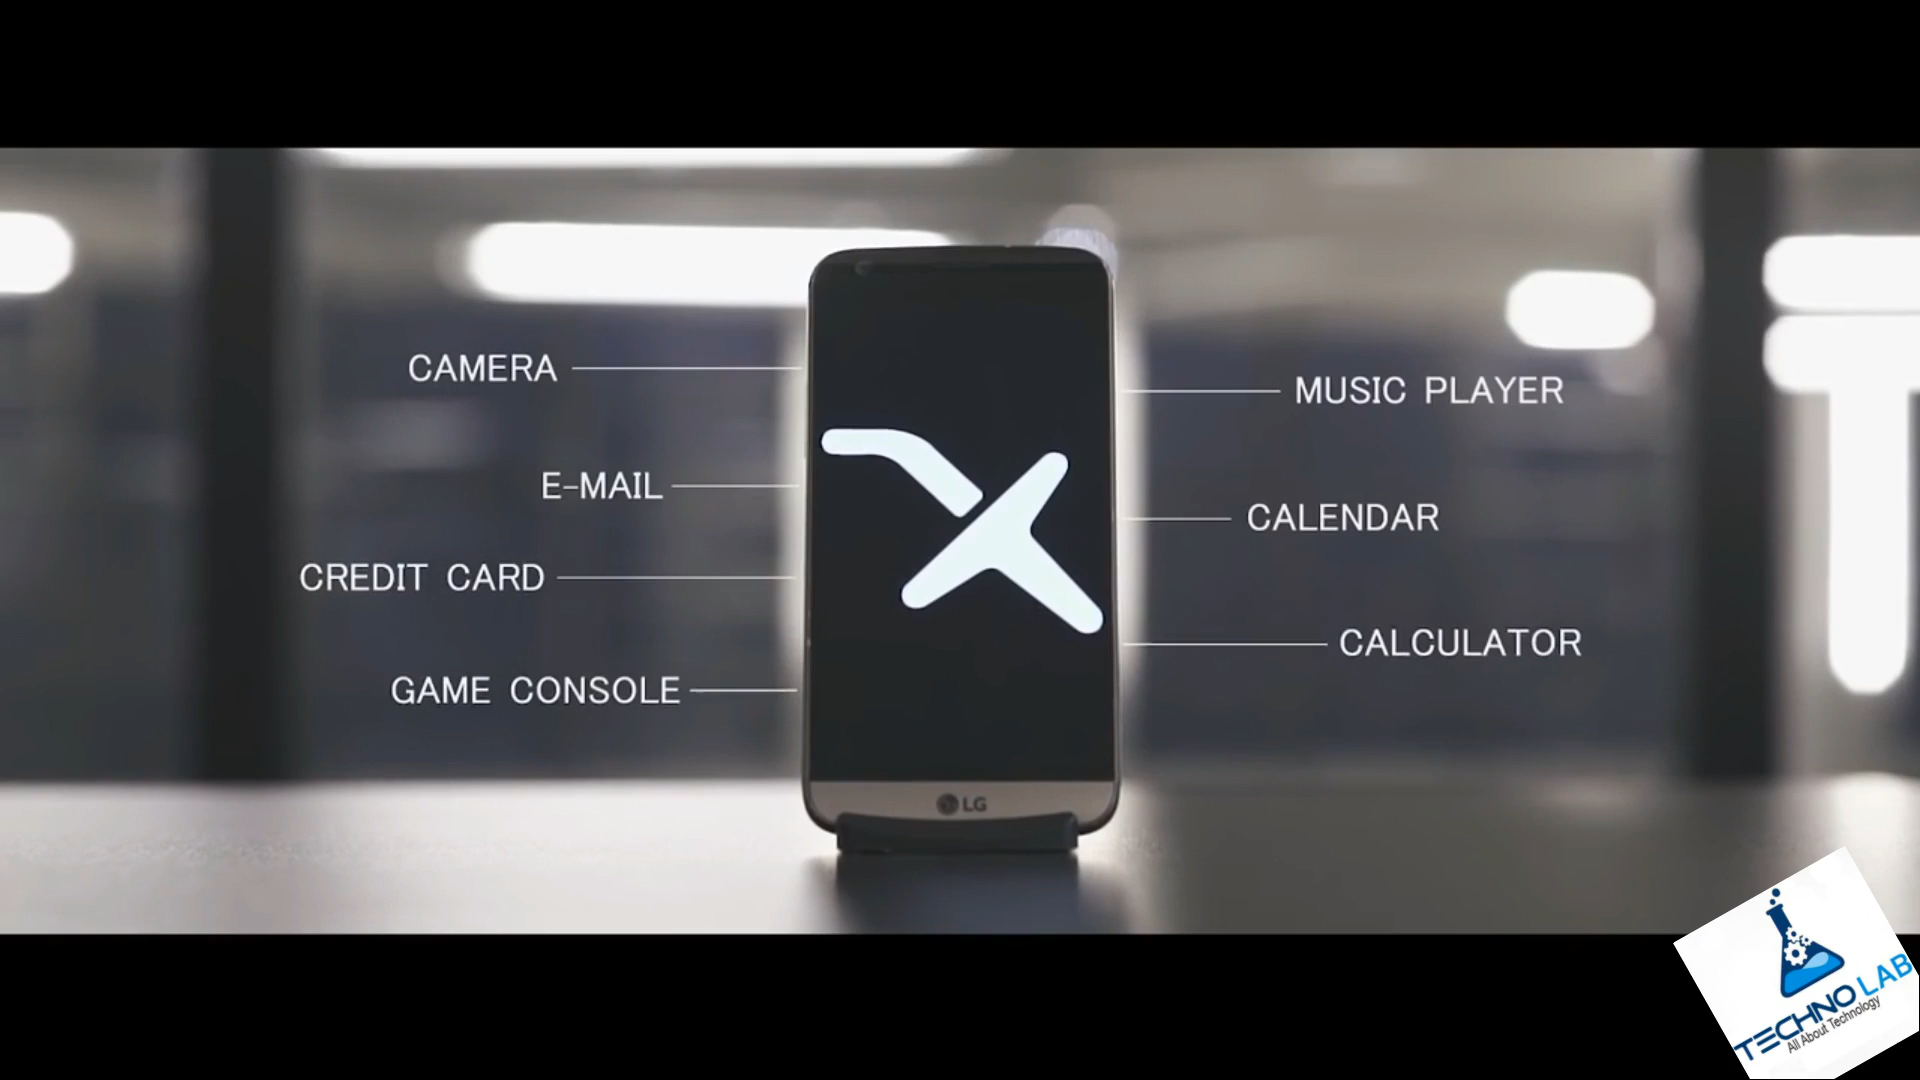 CAMERA
MUSIC PLAYER
E-MAIL
CALENDAR
CREDIT CARD
CALCULATOR
GAME CONSOLE
LG
TECHNO LAB
All About Technology